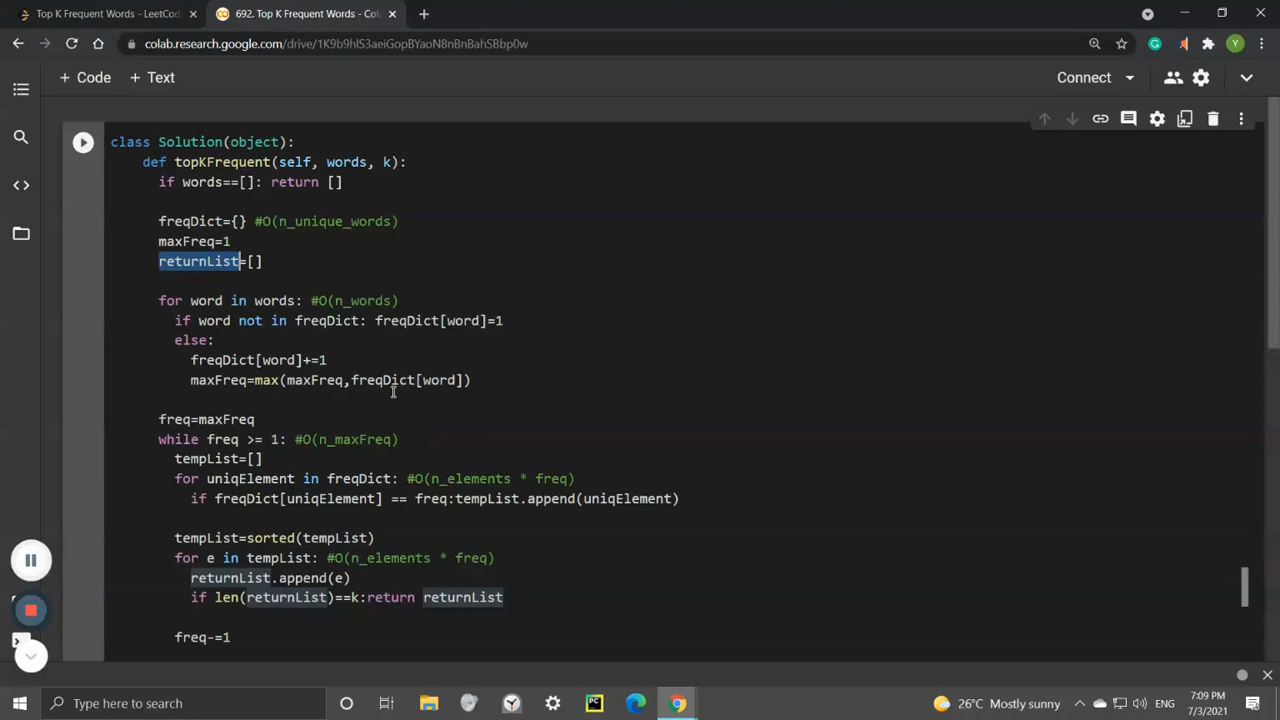 Top K Frequent Words - LeetCod
692. Top K Frequent Words - Col
colab.research.google.com/drive/1K9b9hlS3aeiGopBYaoN8nBnBahSBbp0w
Y
+ Code + Text
Connect
class Solution(object):
def topKFrequent(self, words, k):
if words==[]: return []
freqDict={} #O(n_unique_words)
maxFreq=1
returnList=[]
for word in words: #O(n_words)
if word not in freqDict: freqDict[word]=1
else:
freqDict[word]+=1
maxFreq=max(maxFreq,freqDict[word])
freq=maxFreq
while freq >= 1: #O(n_maxFreq)
tempList=[]
for uniqElement in freqDict: #O(n_elements * freq)
if freqDict[uniqElement] == freq:tempList.append(uniqElement)
tempList=sorted(tempList)
for e in tempList: #O(n_elements * freq)
returnList.append(e)
if len(returnList)==k:return returnList
freq-=1
Type here to search
PC
26°C Mostly sunny
ENG
7:09 PM
7/3/2021